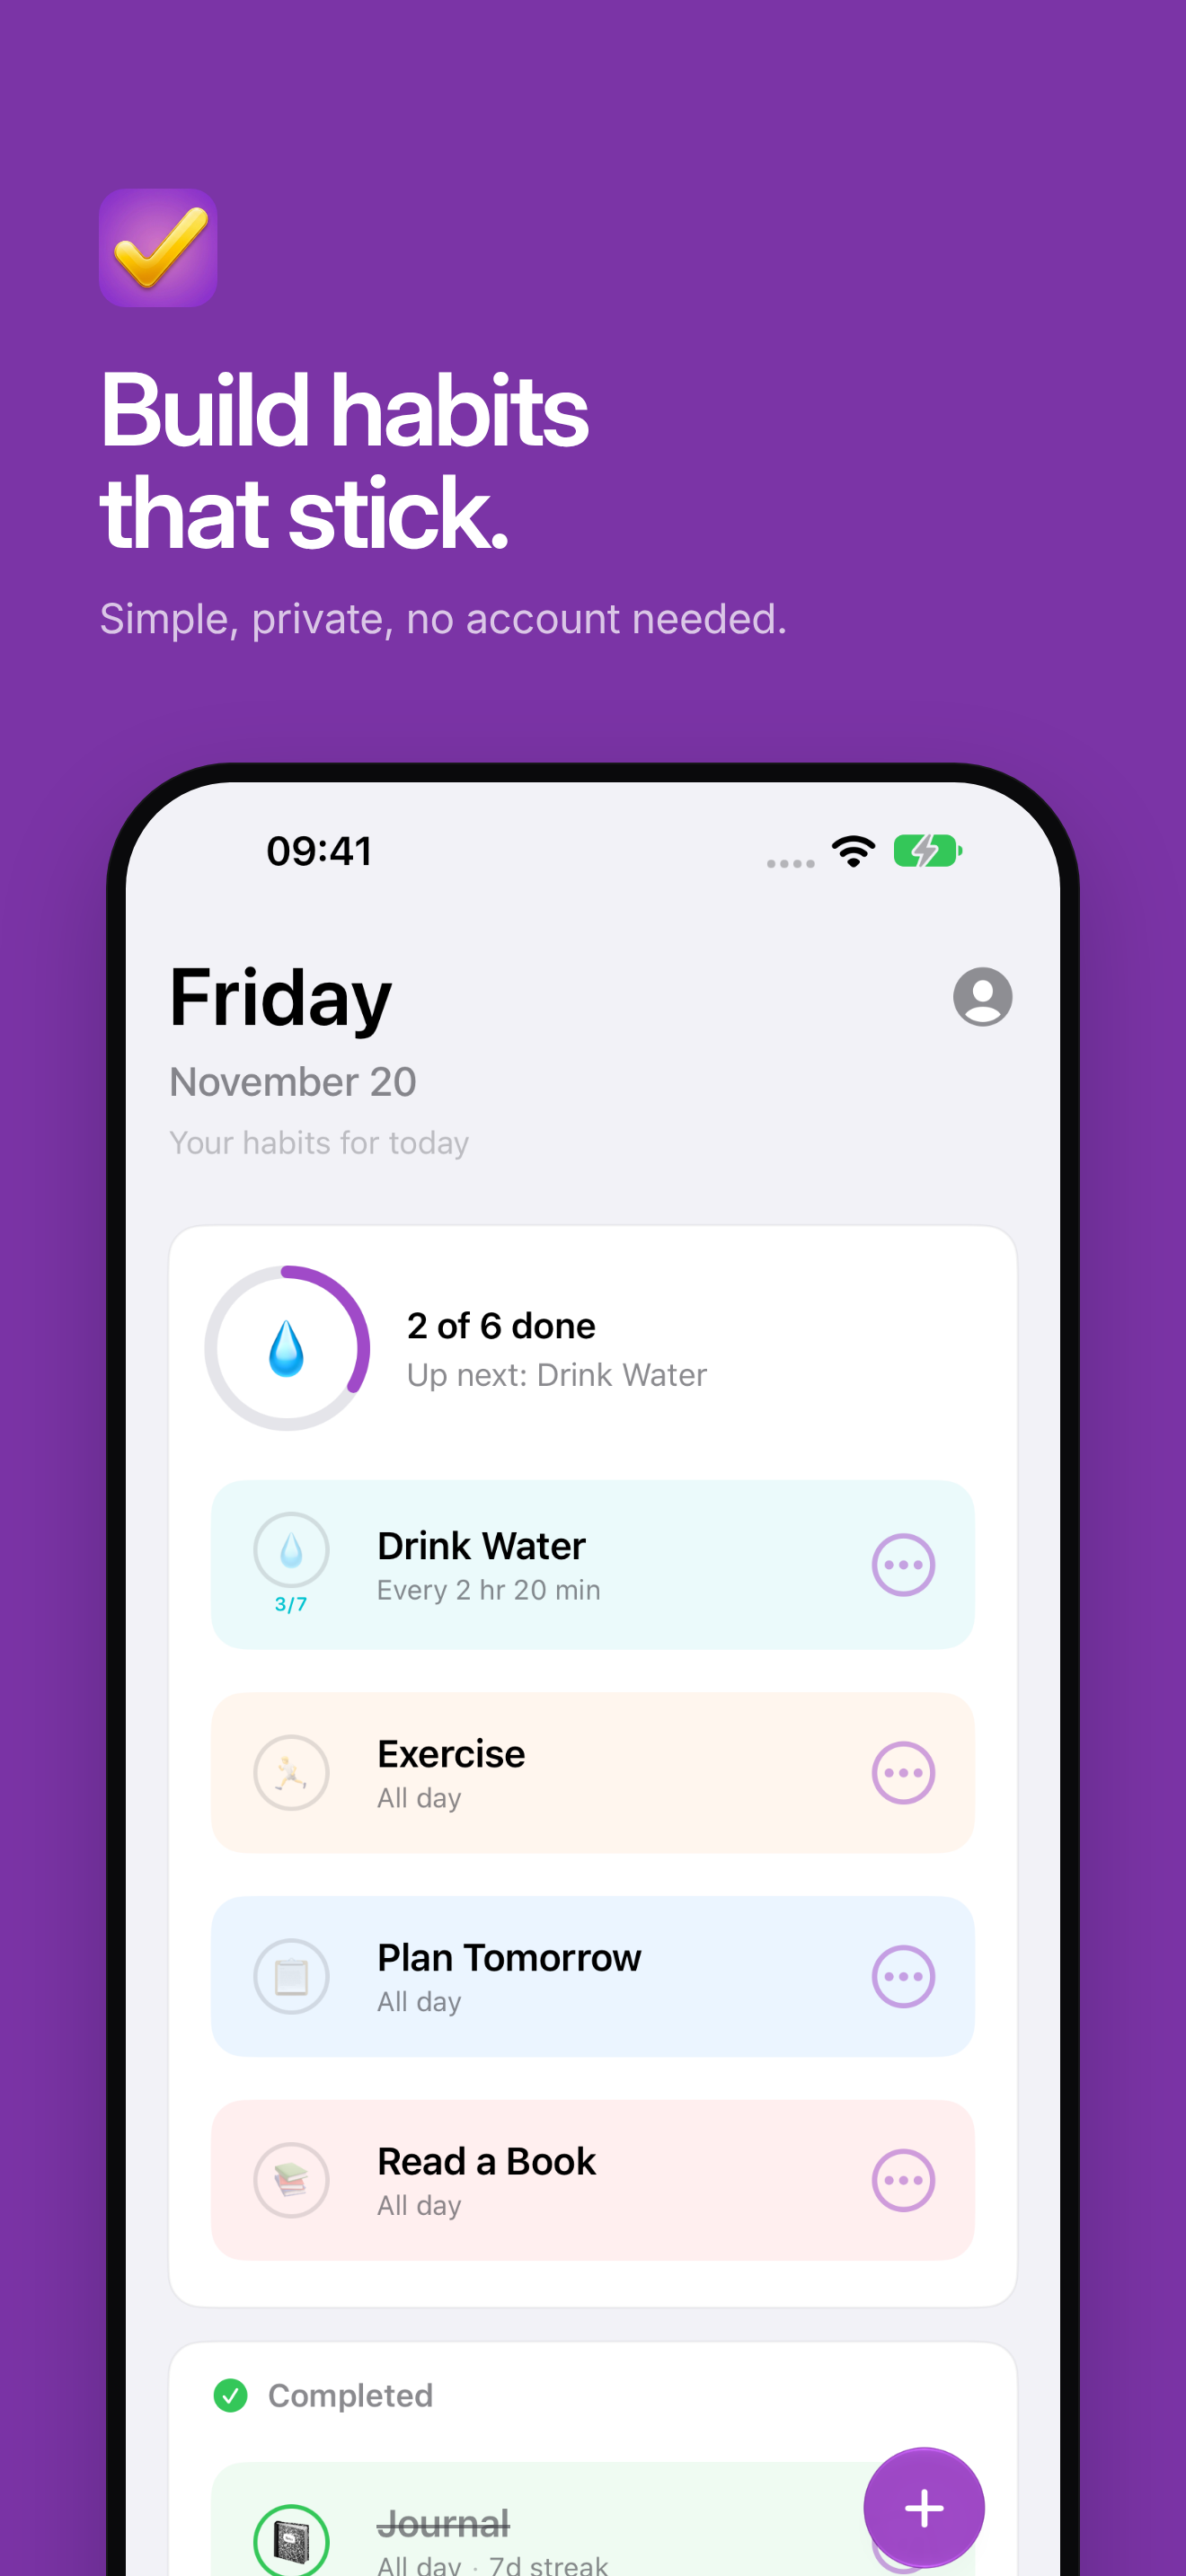 Build habits
that stick.
Simple, private, no account needed.
09:41
Friday
November 20
Your habits for today
2 of 6 done
Up next: Drink Water
Drink Water
Every 2 hr 20 min
3/7
Exercise
All day
Plan Tomorrow
All day
Read a Book
All day
Completed
Journal
All day · 7d streak